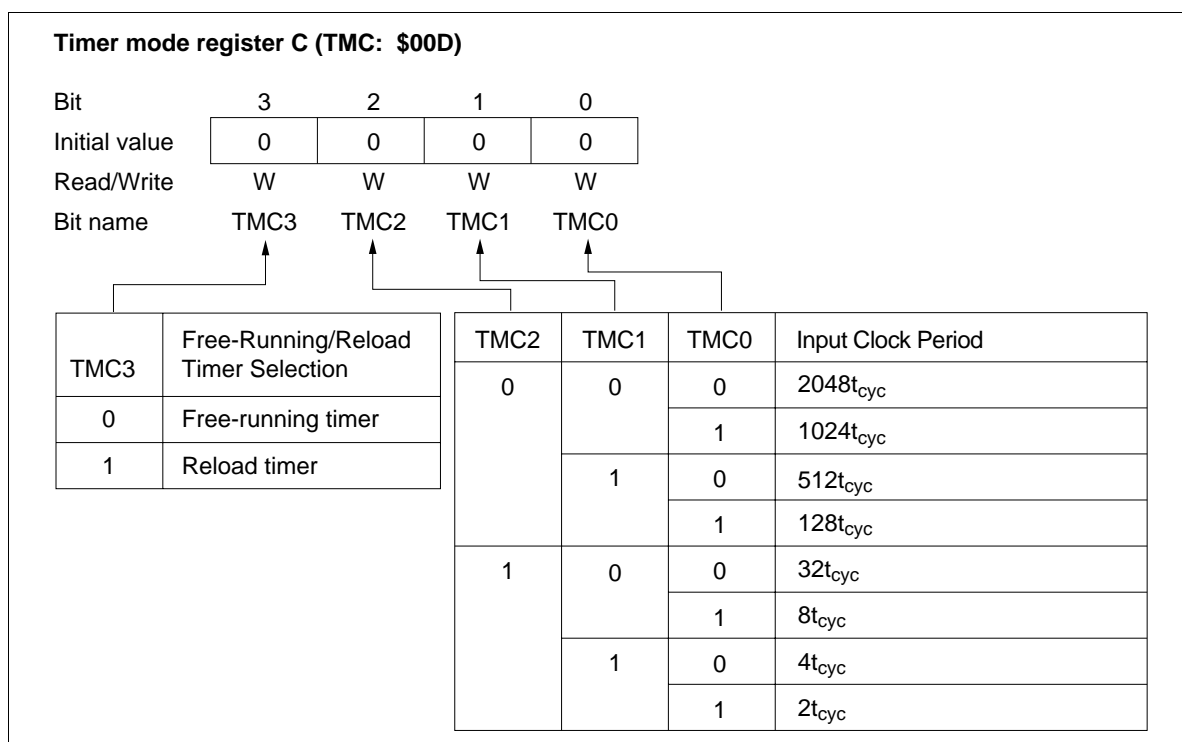 Timer mode register C (TMC: $00D)
Bit 3 2 1 0
Initial value 0 0 0 0
Read/Write W W W W
Bit name TMC3 TMC2 TMC1 TMC0
TMC3 Free-Running/Reload Timer Selection
0 Free-running timer
1 Reload timer
TMC2 TMC1 TMC0 Input Clock Period
0 0 0 2048tcyc
1 1024tcyc
1 0 512tcyc
1 128tcyc
1 0 0 32tcyc
1 8tcyc
1 0 4tcyc
1 2tcyc